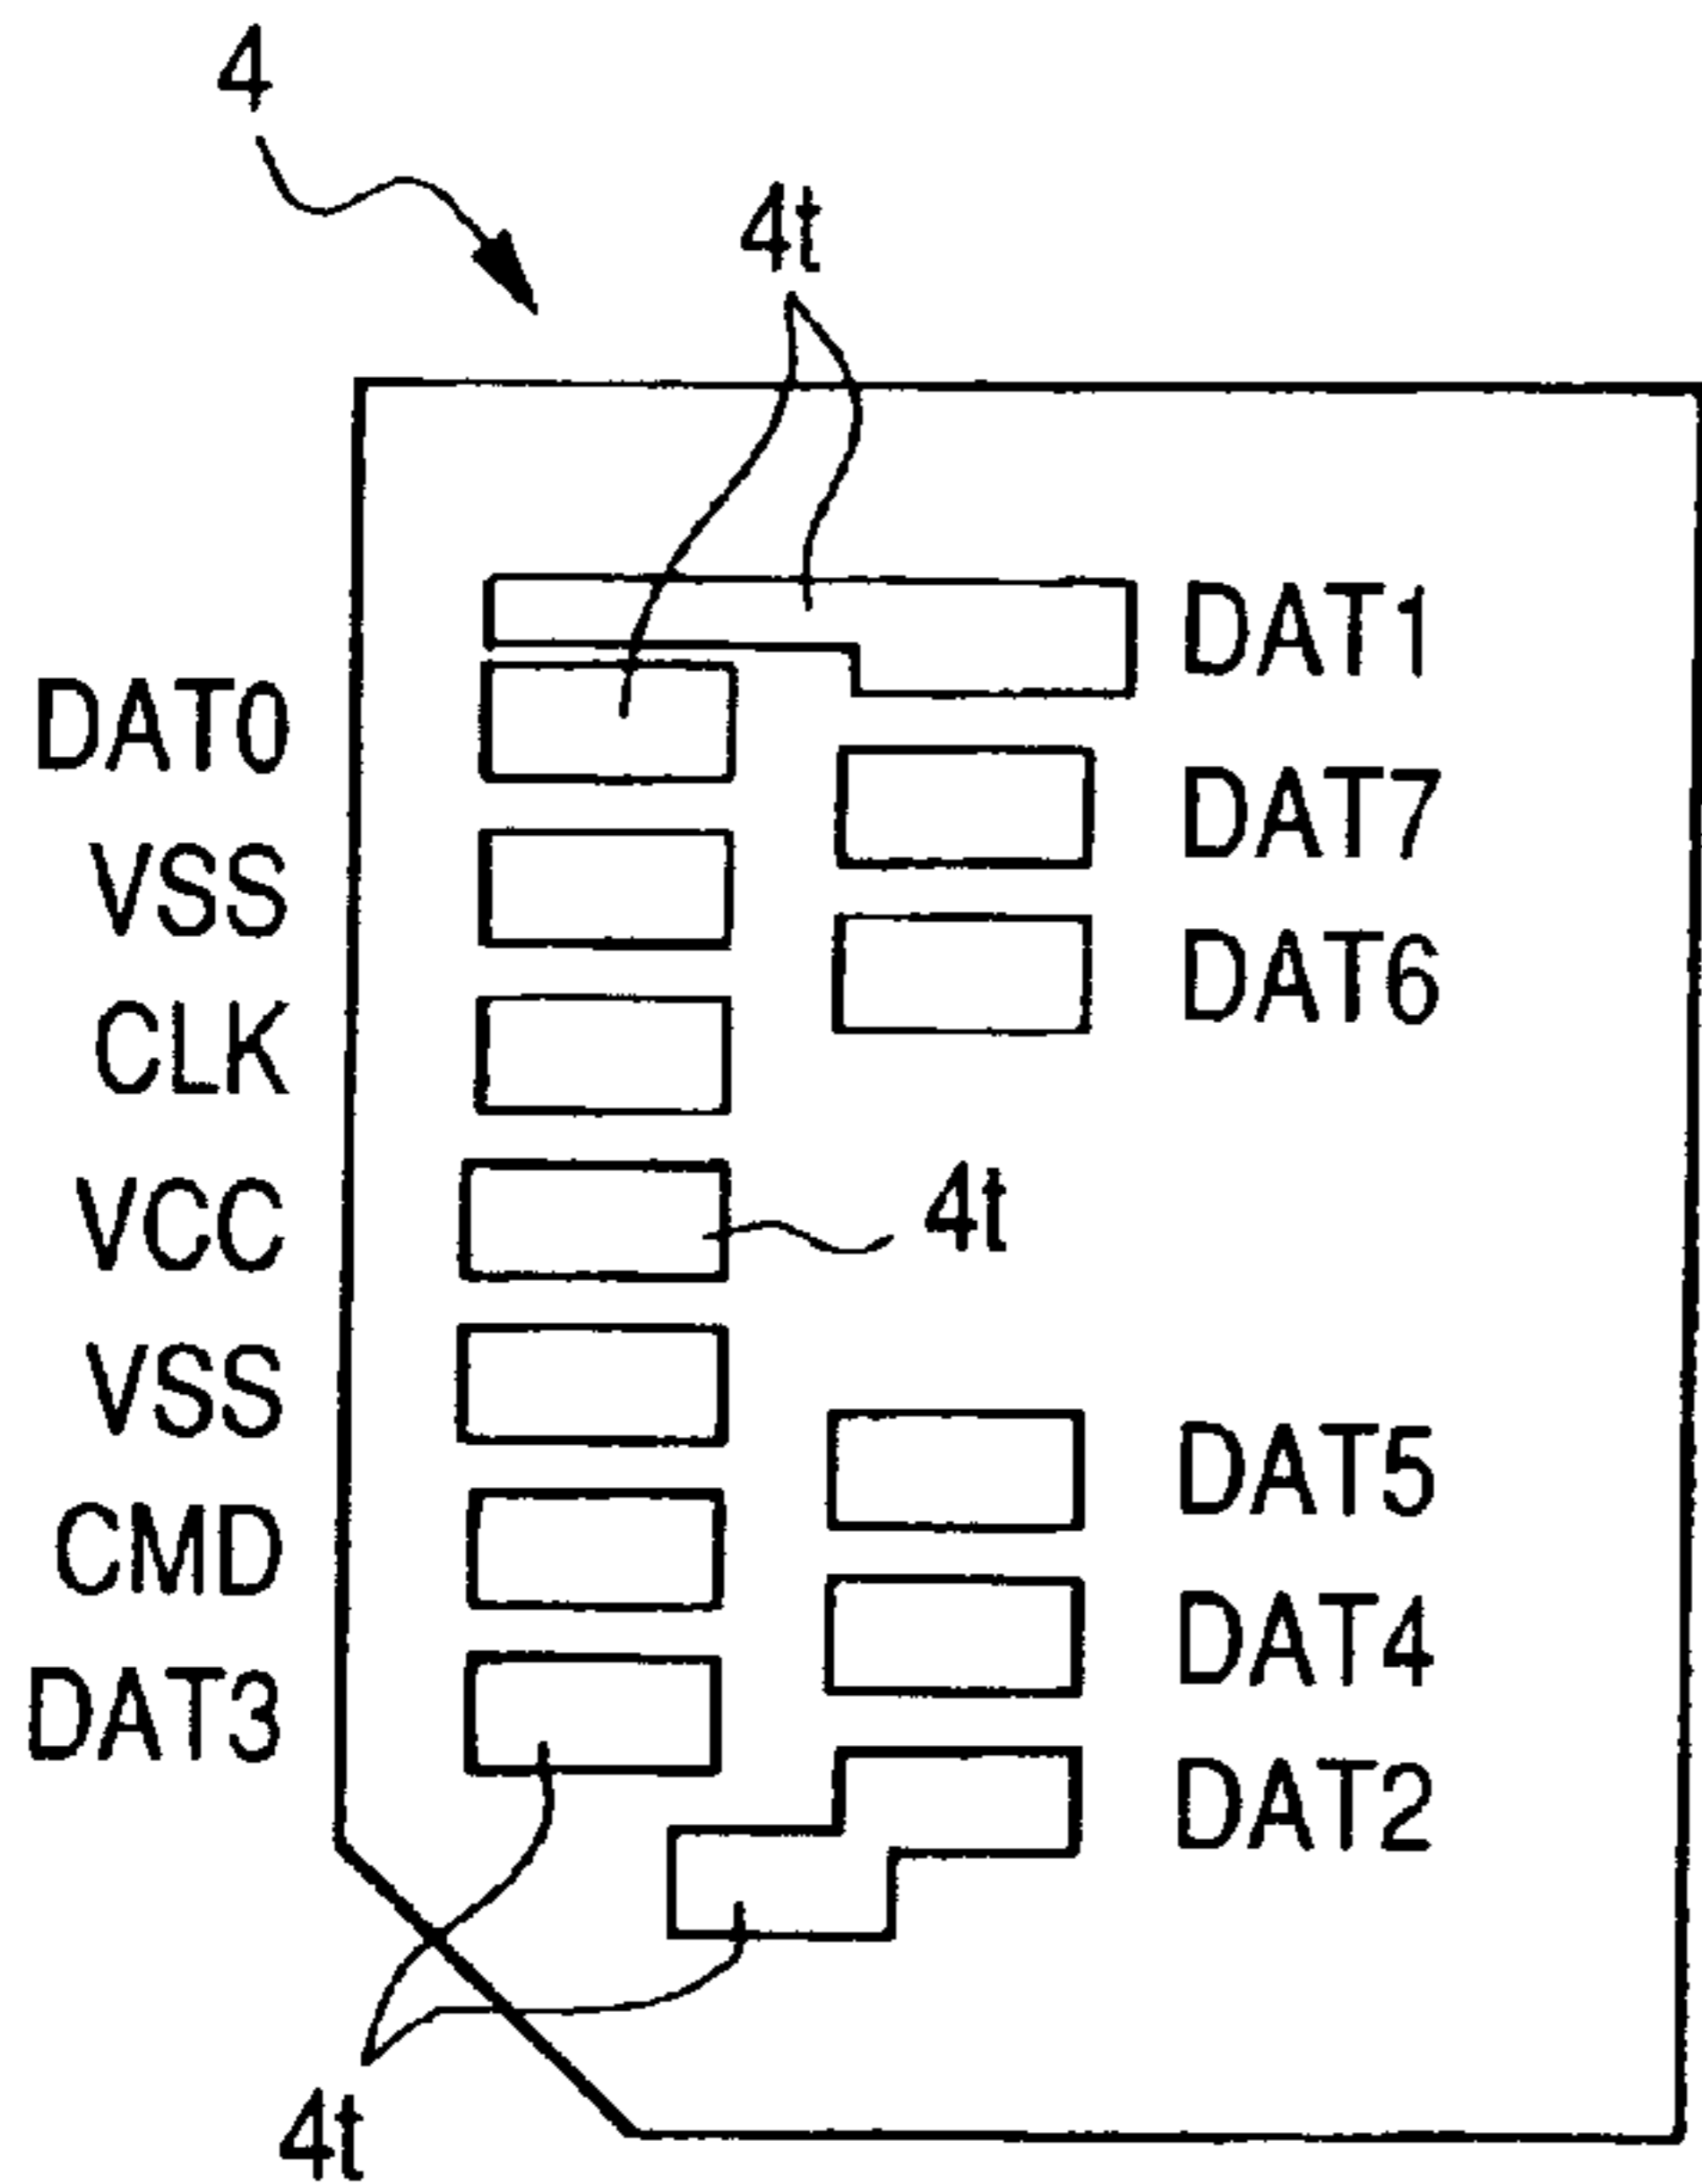 4
4t
DAT1
DAT0
DAT7
VSS
DAT6
CLK
VCC
4t
VSS
DAT5
CMD
DAT4
DAT3
DAT2
4t